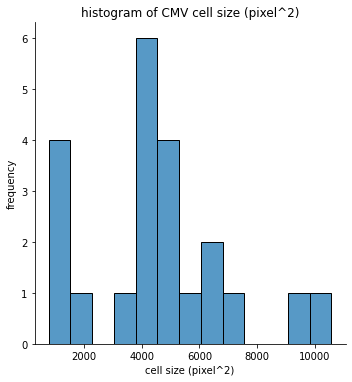 histogram of CMV cell size (pixel^2)
6
5
4
3
2
1
0
frequency
2000 4000 6000 8000 10000
cell size (pixel^2)